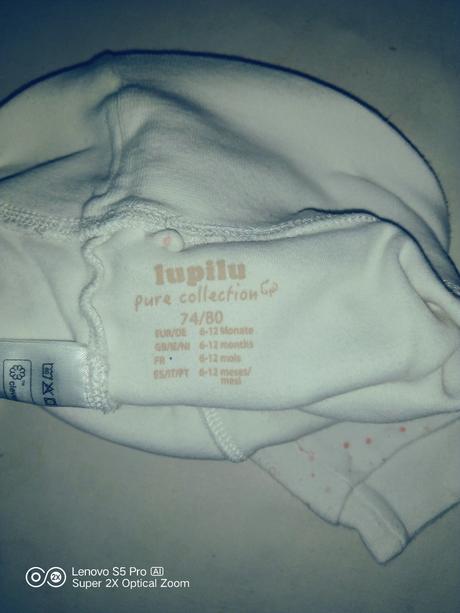 lupilu
pure collection
74/80
EUR/DE 6-12 Monate
GB/IE/NI 6-12 months
FR 6-12 mois
ES/IT/PT 6-12 meses/
mesi
Lenovo S5 Pro AI
2X Super 2X Optical Zoom